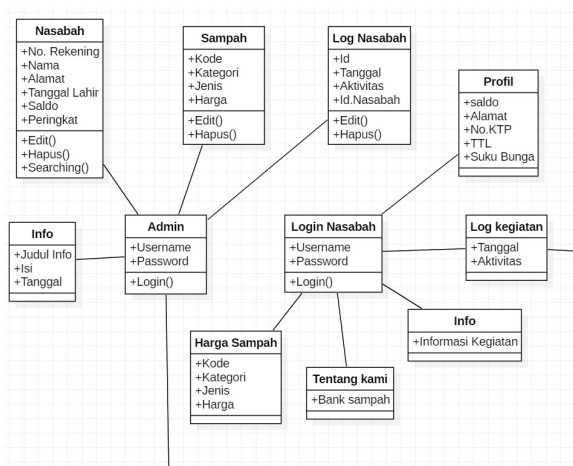 Nasabah
+No. Rekening
+Nama
+Alamat
+Tanggal Lahir
+Saldo
+Peringkat
+Edit()
+Hapus()
+Searching()
Sampah
+Kode
+Kategori
+Jenis
+Harga
+Edit()
+Hapus()
Log Nasabah
+Id
+Tanggal
+Aktivitas
+Id.Nasabah
+Edit()
+Hapus()
Profil
+saldo
+Alamat
+No.KTP
+TTL
+Suku Bunga
Info
+Judul Info
+Isi
+Tanggal
Admin
+Username
+Password
+Login()
Login Nasabah
+Username
+Password
+Login()
Log kegiatan
+Tanggal
+Aktivitas
Info
+Informasi Kegiatan
Harga Sampah
+Kode
+Kategori
+Jenis
+Harga
Tentang kami
+Bank sampah